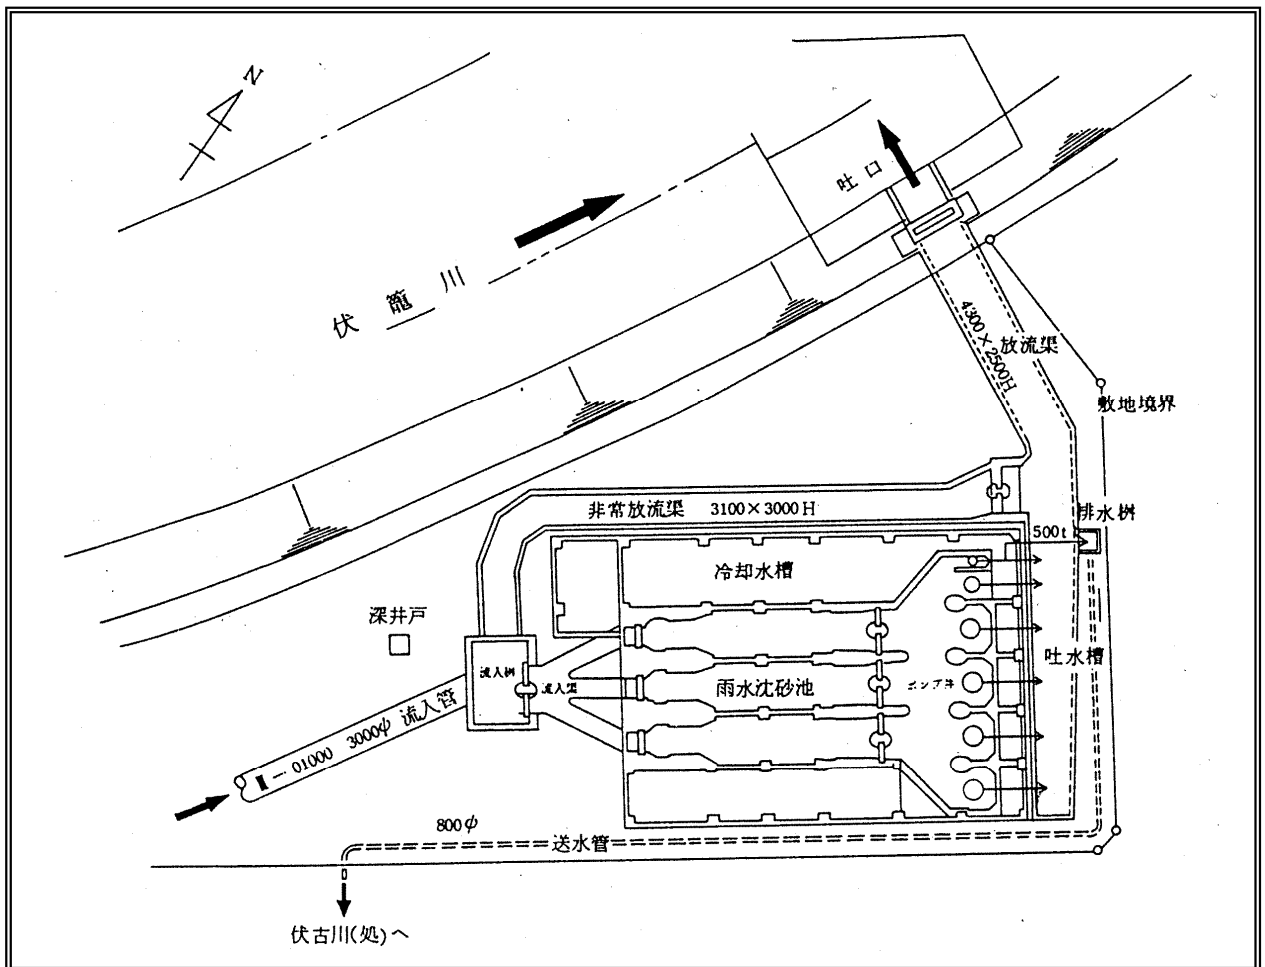 N
吐口
伏籠川
4300×2500H
放流渠
敷地境界
非常放流渠 3100×3000H
排水桝
500t
冷却水槽
深井戸
流入桝
流入渠
雨水沈砂池
ポンプ井
吐水槽
01000 3000φ 流入管
800φ
送水管
伏古川(処)へ